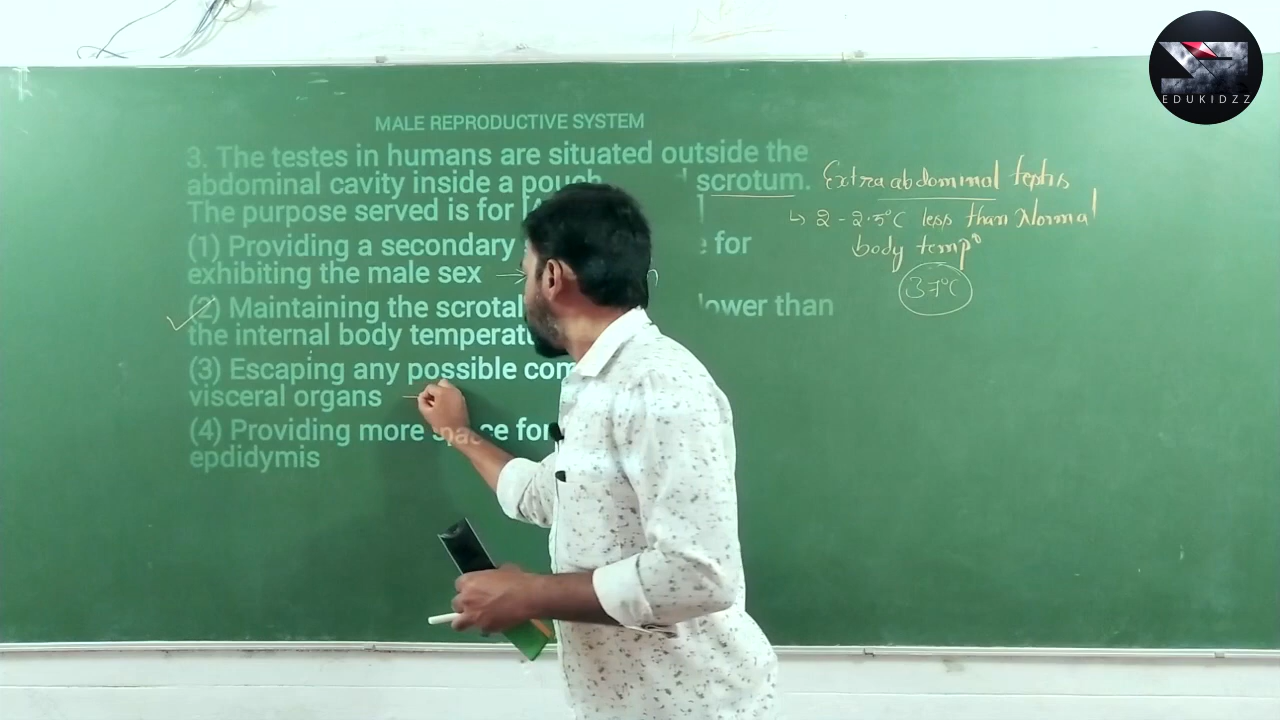 MALE REPRODUCTIVE SYSTEM
3. The testes in humans are situated outside the
abdominal cavity inside a pouch scrotum.
The purpose served is for
(1) Providing a secondary for
exhibiting the male sex
(2) Maintaining the scrotal lower than
the internal body
(3) Escaping any possible
visceral organs
(4) Providing more space for
epdidymis
Extra abdominal
↳ 2 - 2.5°C less than Normal
body temp°
37°C
EDUKIDZZ